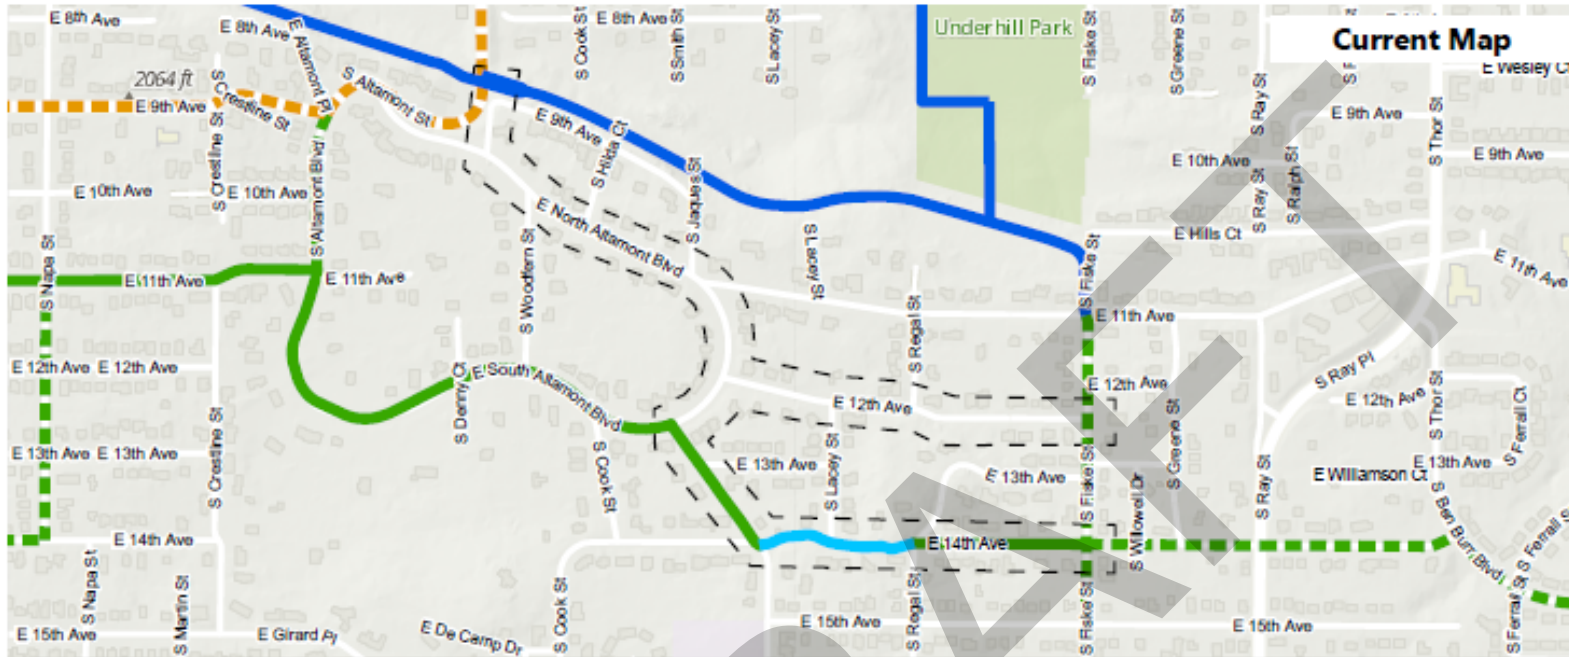 E 8th Ave
E 8th Ave
E 8th Ave
S Cook St
S Smith St
S Lacey St
Underhill Park
S Fiske St
S Greene St
Current Map
E Wesley Ct
2064 ft
E Altamont Pl
S Altamont St
E 9th Ave
S Crestline St
S Crestline St
E 9th Ave
S Hilda Ct
S Ray St
E 9th Ave
S Thor St
E 9th Ave
E 10th Ave
E 10th Ave
S Altamont Blvd
S Jaques St
E 10th Ave
S Ray St
S Ralph St
E North Altamont Blvd
S Woodfern St
S Lacey St
S Fiske St
E Hills Ct
S Napa St
E 11th Ave
E 11th Ave
E 11th Ave
E 11th Ave
S Regal St
E 12th Ave
E 12th Ave
S Denny Ct
E South Altamont Blvd
E 12th Ave
E 12th Ave
S Ray Pl
E 12th Ave
S Thor St
S Ferrall Ct
S Crestline St
S Greene St
E 13th Ave
E 13th Ave
S Cook St
E 13th Ave
S Lacey St
E 13th Ave
S Fiske St
S Willowell Dr
S Ray St
E Williamson Ct
E 13th Ave
E 14th Ave
E 14th Ave
S Ben Burr Blvd
S Napa St
S Martin St
S Cook St
S Regal St
S Fiske St
E 15th Ave
E Girard Pl
E De Camp Dr
E 15th Ave
E 15th Ave
DRAFT